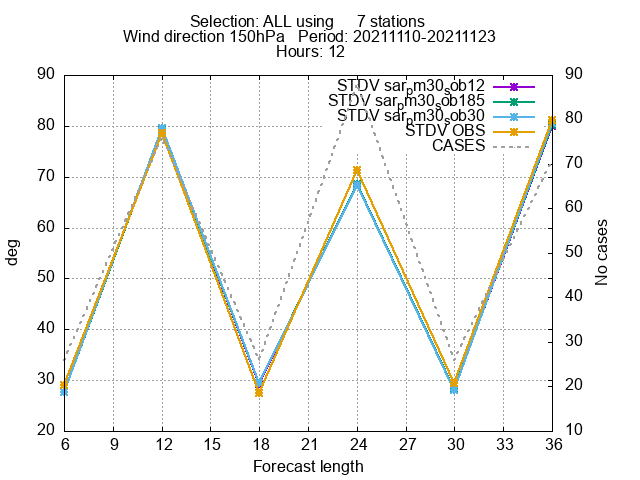 Selection: ALL using 7 stations
Wind direction 150hPa Period: 20211110-20211123
Hours: 12
90 90
STDV sar_pm30_sob12
STDV sar_pm30_sob185
STDV sar_pm30_sob30
STDV OBS
CASES
80 80
70 70
60 60
50 50
40 40
30 30
20 20
10
deg
No cases
6 9 12 15 18 21 24 27 30 33 36
Forecast length